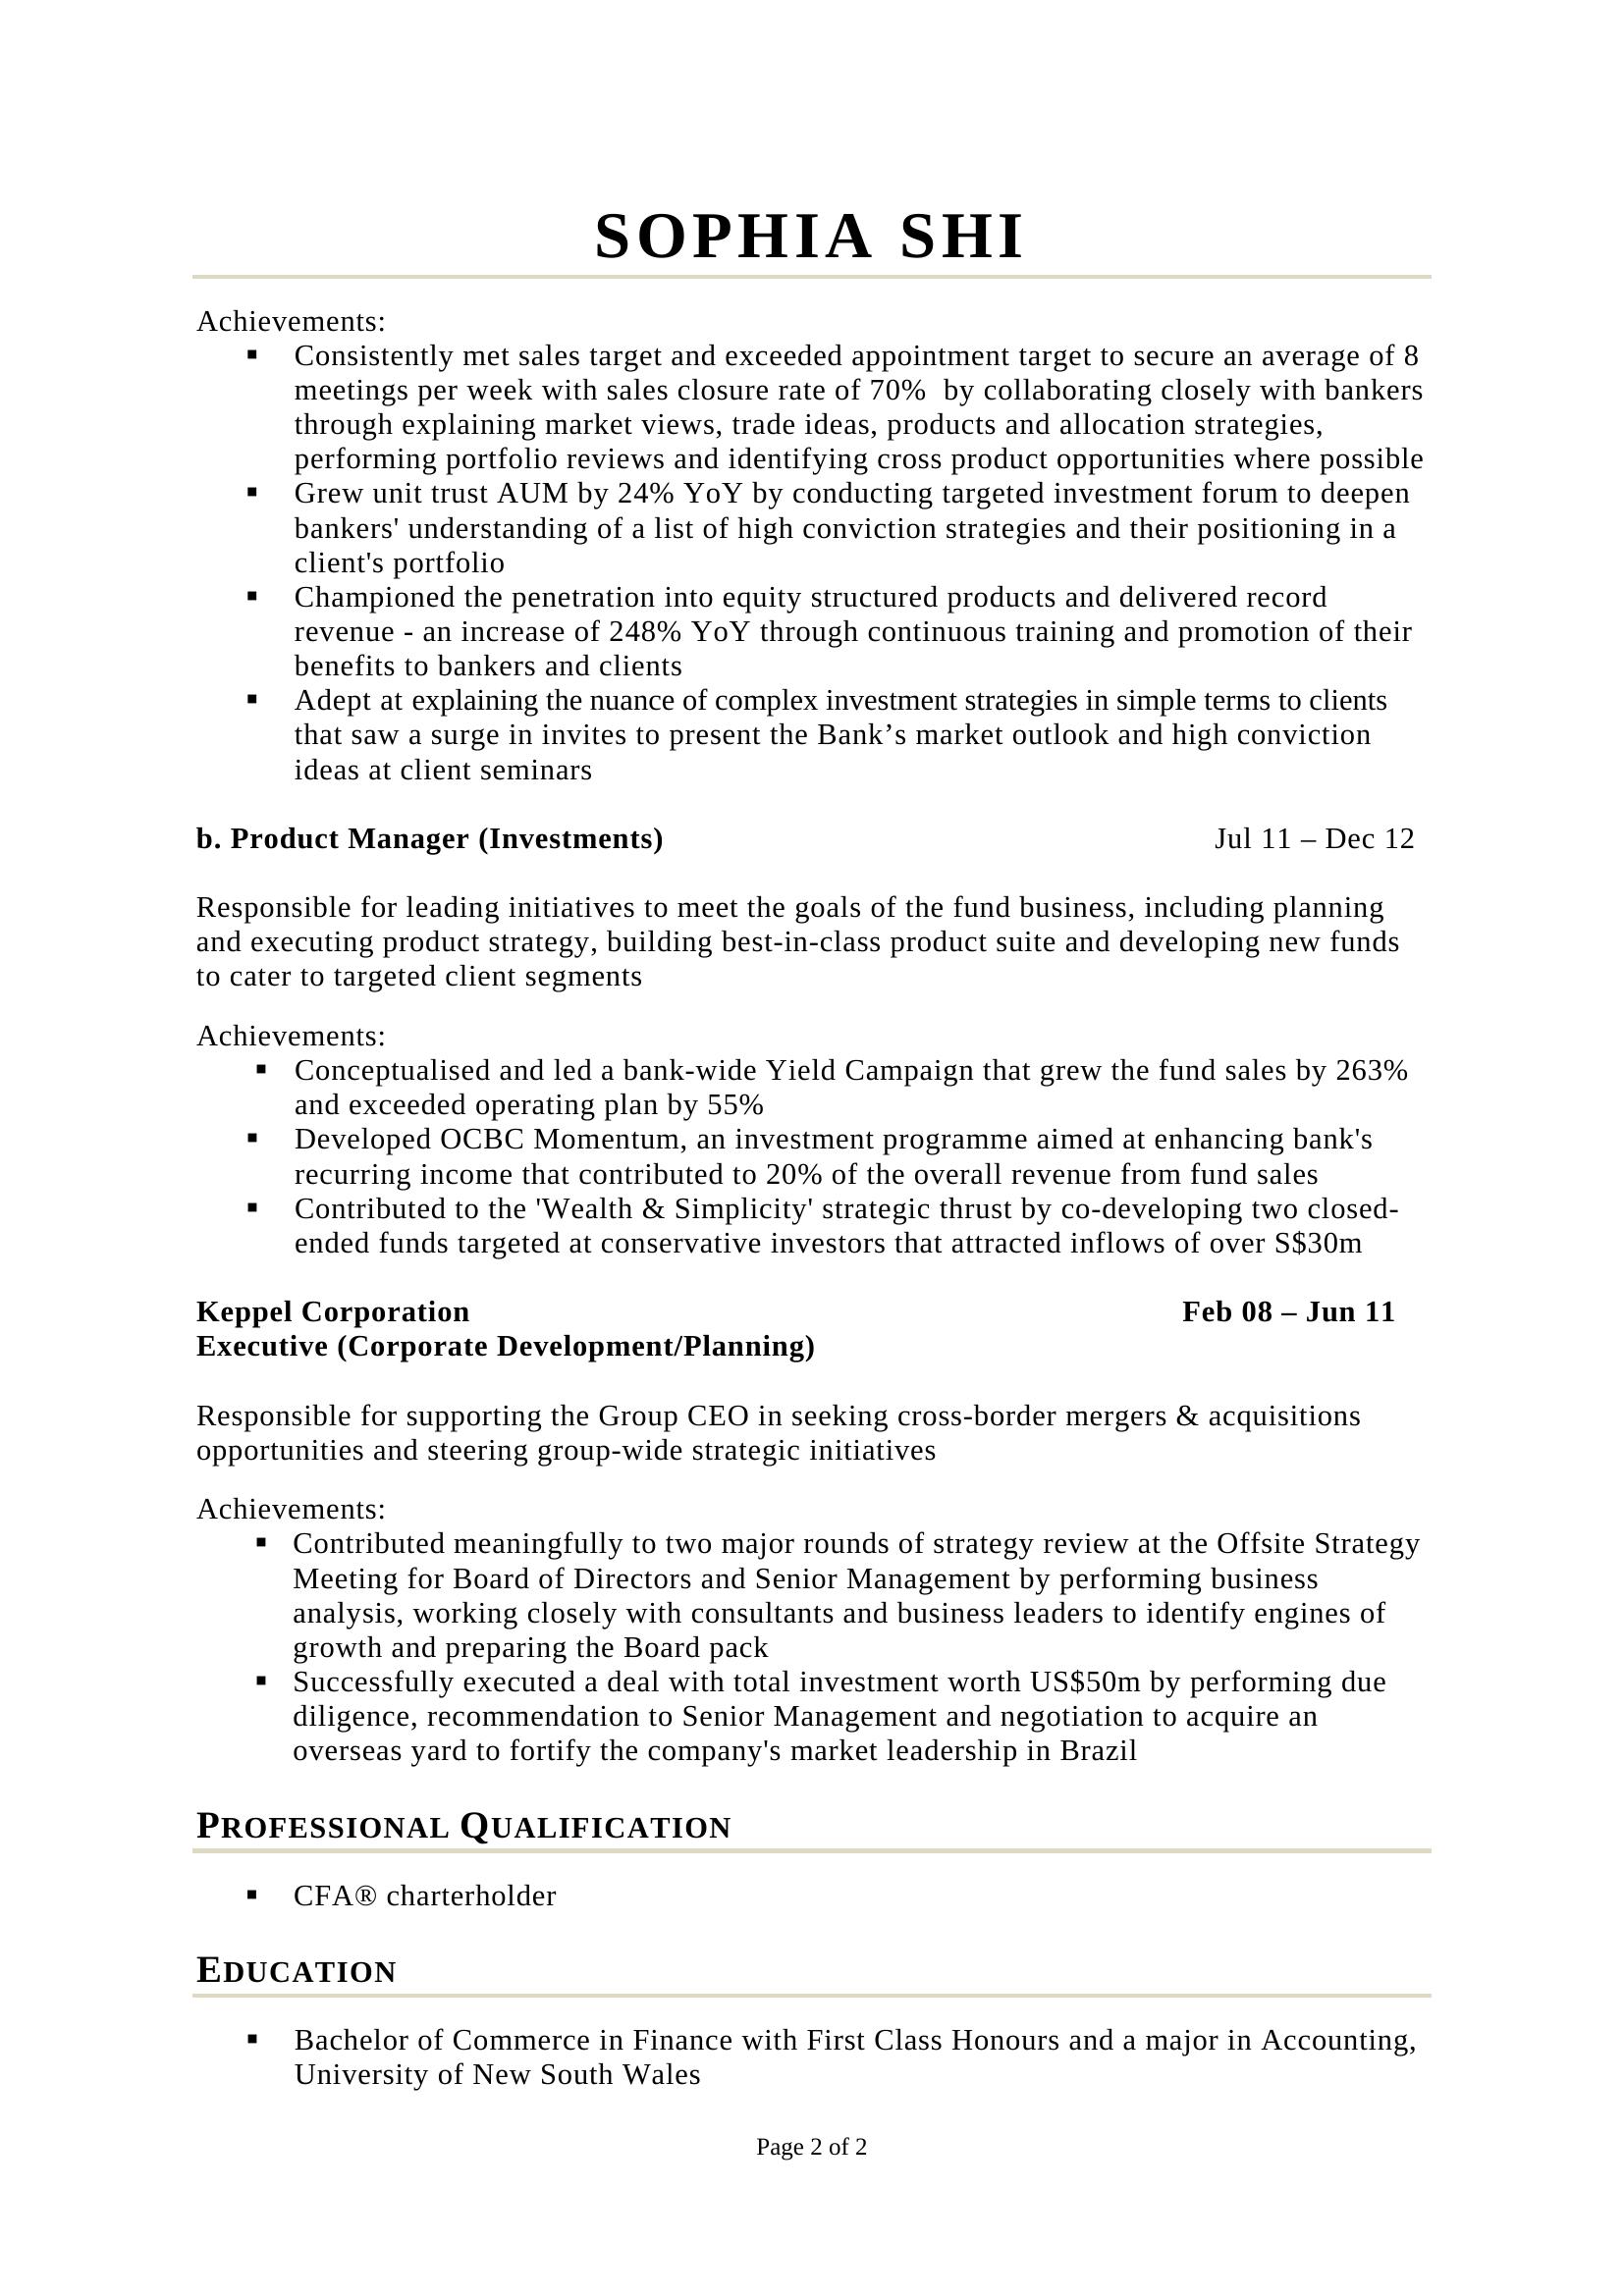 SOPHIA SHI
Achievements:
▪ Consistently met sales target and exceeded appointment target to secure an average of 8
meetings per week with sales closure rate of 70%  by collaborating closely with bankers
through explaining market views, trade ideas, products and allocation strategies,
performing portfolio reviews and identifying cross product opportunities where possible
▪ Grew unit trust AUM by 24% YoY by conducting targeted investment forum to deepen
bankers' understanding of a list of high conviction strategies and their positioning in a
client's portfolio
▪ Championed the penetration into equity structured products and delivered record
revenue - an increase of 248% YoY through continuous training and promotion of their
benefits to bankers and clients
▪ Adept at explaining the nuance of complex investment strategies in simple terms to clients
that saw a surge in invites to present the Bank’s market outlook and high conviction
ideas at client seminars
b. Product Manager (Investments) Jul 11 – Dec 12
Responsible for leading initiatives to meet the goals of the fund business, including planning
and executing product strategy, building best-in-class product suite and developing new funds
to cater to targeted client segments
Achievements:
▪ Conceptualised and led a bank-wide Yield Campaign that grew the fund sales by 263%
and exceeded operating plan by 55%
▪ Developed OCBC Momentum, an investment programme aimed at enhancing bank's
recurring income that contributed to 20% of the overall revenue from fund sales
▪ Contributed to the 'Wealth & Simplicity' strategic thrust by co-developing two closed-
ended funds targeted at conservative investors that attracted inflows of over S$30m
Keppel Corporation Feb 08 – Jun 11
Executive (Corporate Development/Planning)
Responsible for supporting the Group CEO in seeking cross-border mergers & acquisitions
opportunities and steering group-wide strategic initiatives
Achievements:
▪ Contributed meaningfully to two major rounds of strategy review at the Offsite Strategy
Meeting for Board of Directors and Senior Management by performing business
analysis, working closely with consultants and business leaders to identify engines of
growth and preparing the Board pack
▪ Successfully executed a deal with total investment worth US$50m by performing due
diligence, recommendation to Senior Management and negotiation to acquire an
overseas yard to fortify the company's market leadership in Brazil
PROFESSIONAL QUALIFICATION
▪ CFA® charterholder
EDUCATION
▪ Bachelor of Commerce in Finance with First Class Honours and a major in Accounting,
University of New South Wales
Page 2 of 2